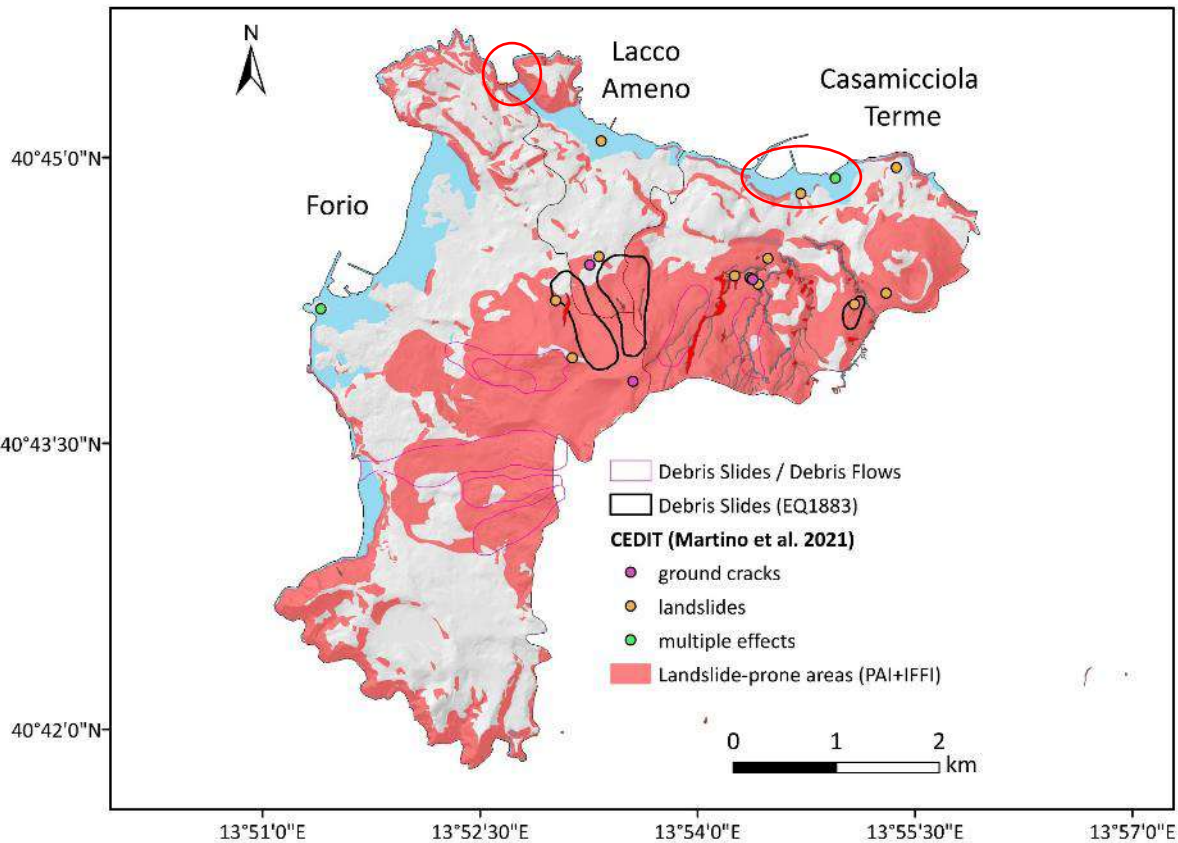 N
Lacco
Ameno
Casamicciola
Terme
40°45'0"N
Forio
40°43'30"N
Debris Slides / Debris Flows
Debris Slides (EQ1883)
CEDIT (Martino et al. 2021)
ground cracks
landslides
multiple effects
Landslide-prone areas (PAI+IFFI)
40°42'0"N
0 1 2
km
13°51'0"E 13°52'30"E 13°54'0"E 13°55'30"E 13°57'0"E